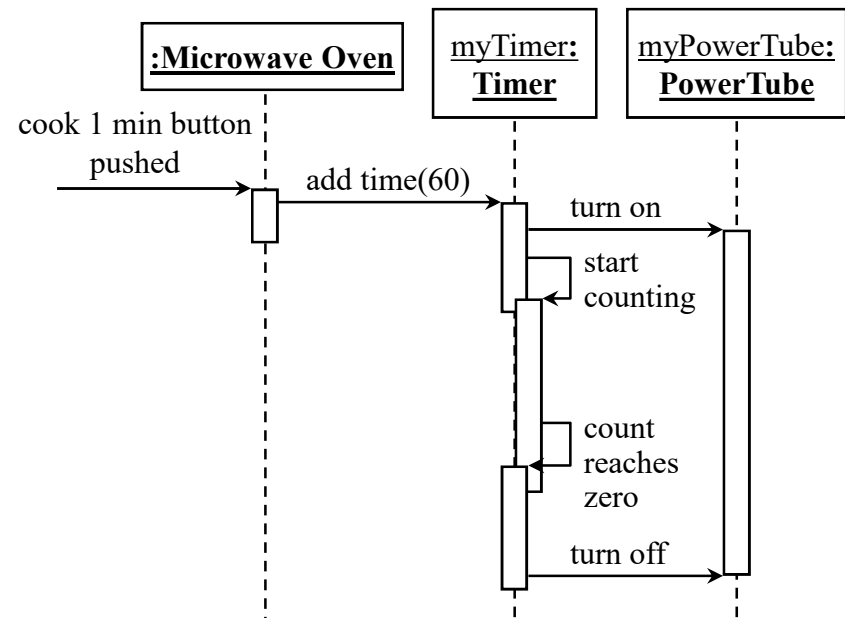 :Microwave Oven
myTimer:
Timer
myPowerTube:
PowerTube
cook 1 min button
pushed
add time(60)
turn on
start
counting
count
reaches
zero
turn off